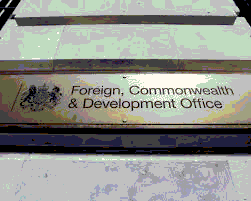 Foreign, Commonwealth
& Development Office